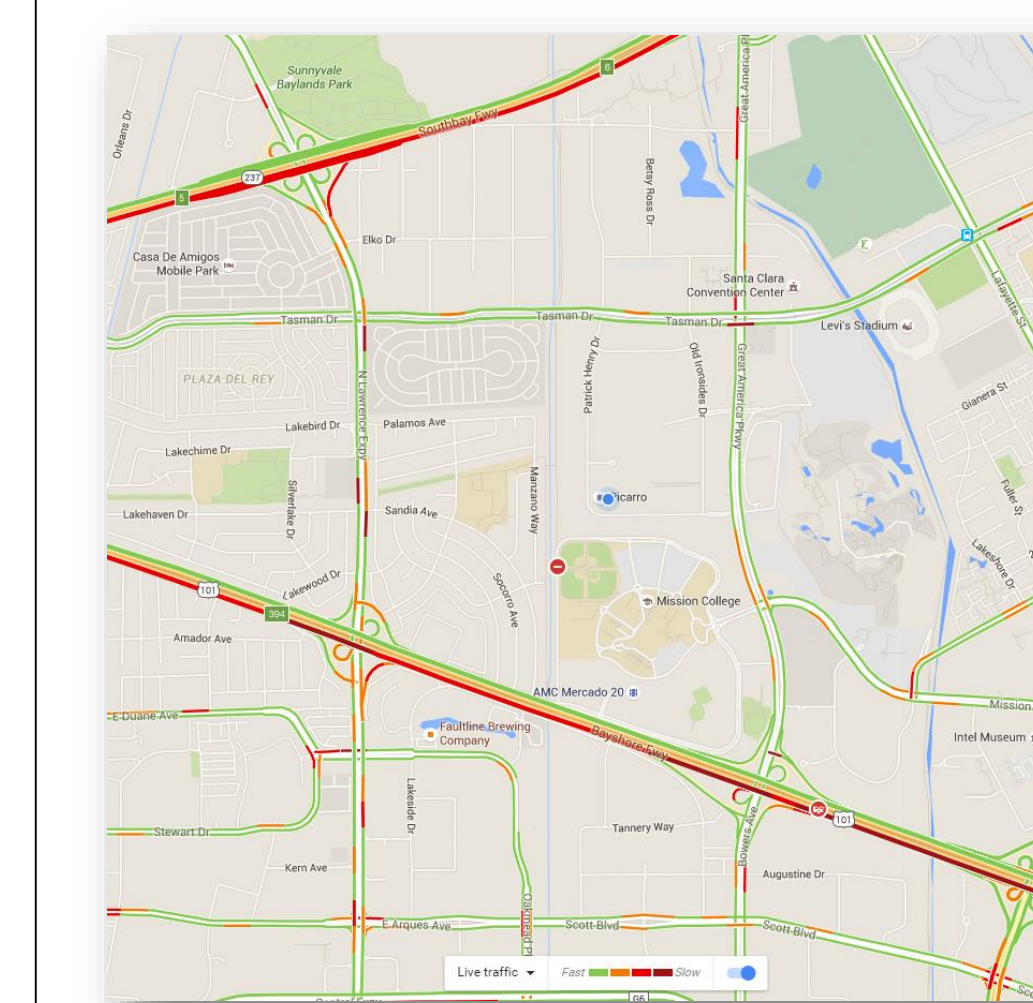 Great America Pl
Sunnyvale
Baylands Park
6
Southbay Fwy
Orleans Dr
237
5
Betsy Ross Dr
Elko Dr
Casa De Amigos
Mobile Park
Santa Clara
Convention Center
Lafayette St
Tasman Dr
Tasman Dr
Tasman Dr
Levi's Stadium
PLAZA DEL REY
N Lawrence Expy
Patrick Henry Dr
Old Ironsides Dr
Great America Pkwy
Gianera St
Lakebird Dr
Palamos Ave
Lakechime Dr
Silverlake Dr
Manzano Way
Picarro
Fuller St
Lakehaven Dr
Sandia Ave
Lakeshore Dr
101
Lakewood Dr
Socorro Ave
394
Mission College
Amador Ave
AMC Mercado 20
Mission
E Duane Ave
Faultline Brewing
Company
Bayshore Fwy
Intel Museum
Lakeside Dr
101
Stewart Dr
Tannery Way
Bowers Ave
Kern Ave
Augustine Dr
Oakmead P
E Arques Ave
Scott Blvd
Scott Blvd
Live traffic
Fast
Slow
Central Expy
G6